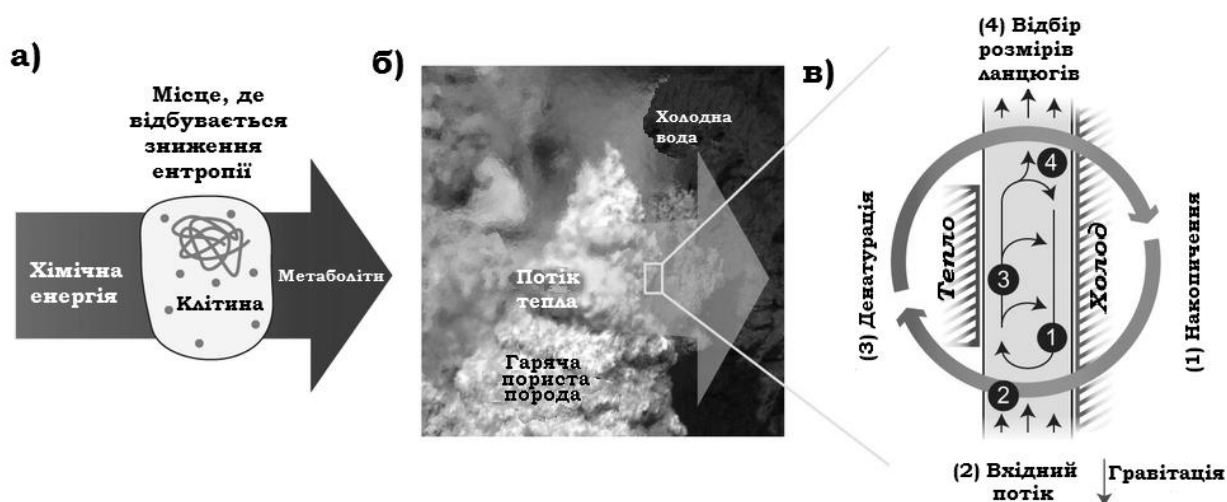 а)
Місце, де
відбувається
зниження
ентропії
Хімічна
енергія
Клітина
Метаболіти
б)
Холодна
вода
Потік
тепла
Гаряча
пориста
порода
в)
(4) Відбір
розмірів
ланцюгів
(3) Денатурація
Тепло
4
3
1
2
Холод
(1) Накопичення
(2) Вхідний
потік
Гравітація